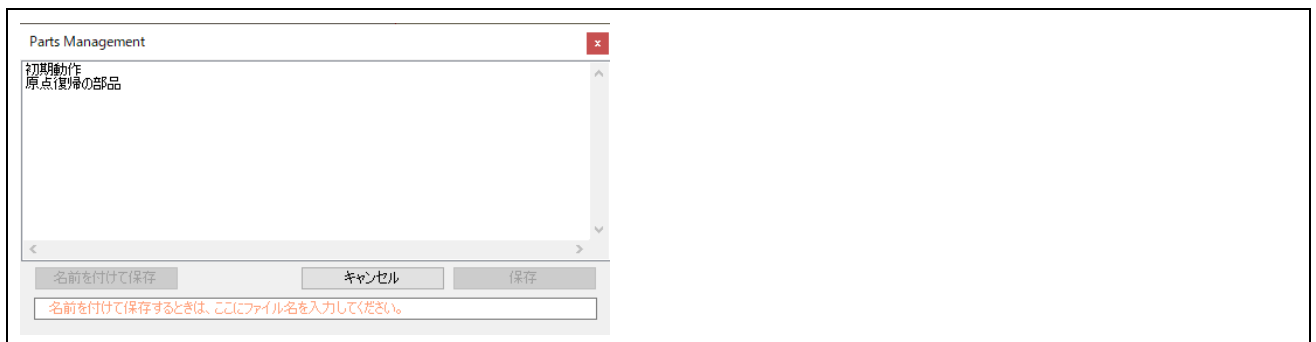 Parts Management
x
初期動作
原点復帰の部品
名前を付けて保存
キャンセル
保存
名前を付けて保存するときは、ここにファイル名を入力してください。